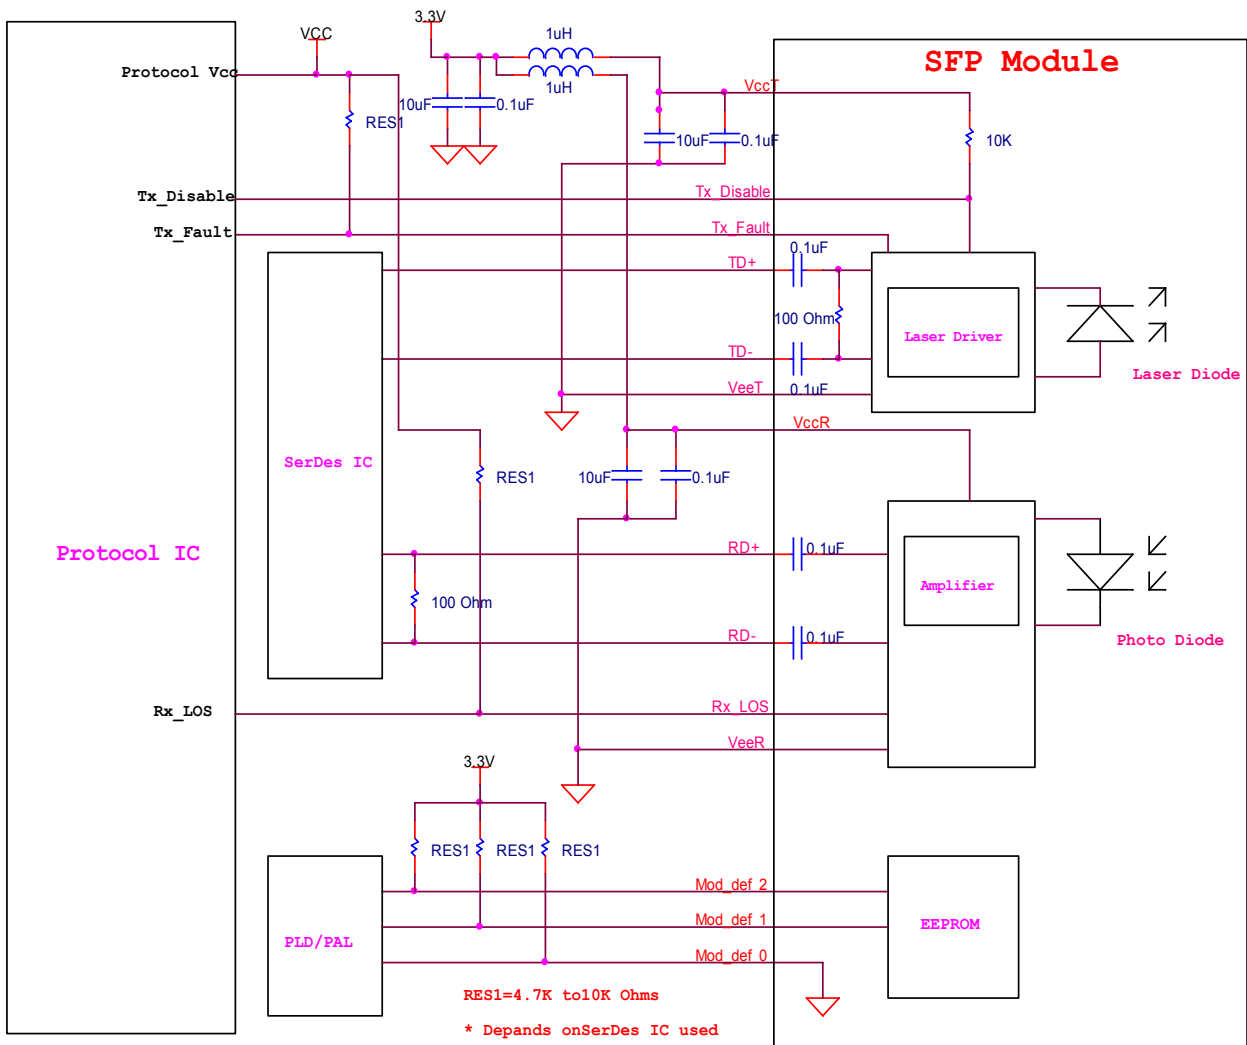 3.3V
VCC
1uH
SFP Module
Protocol Vcc
1uH
VccT
10uF
0.1uF
RES1
10uF
0.1uF
10K
Tx_Disable
Tx_Disable
Tx_Fault
Tx_Fault
0.1uF
TD+
100 Ohm
Laser Driver
TD-
Laser Diode
VeeT
0.1uF
VccR
SerDes IC
RES1
10uF
0.1uF
Protocol IC
RD+
0.1uF
Amplifier
100 Ohm
RD-
0.1uF
Photo Diode
Rx_LOS
Rx_LOS
VeeR
3.3V
RES1
RES1
RES1
Mod_def 2
Mod_def 1
EEPROM
PLD/PAL
Mod_def 0
RES1=4.7K to10K Ohms
* Depands onSerDes IC used